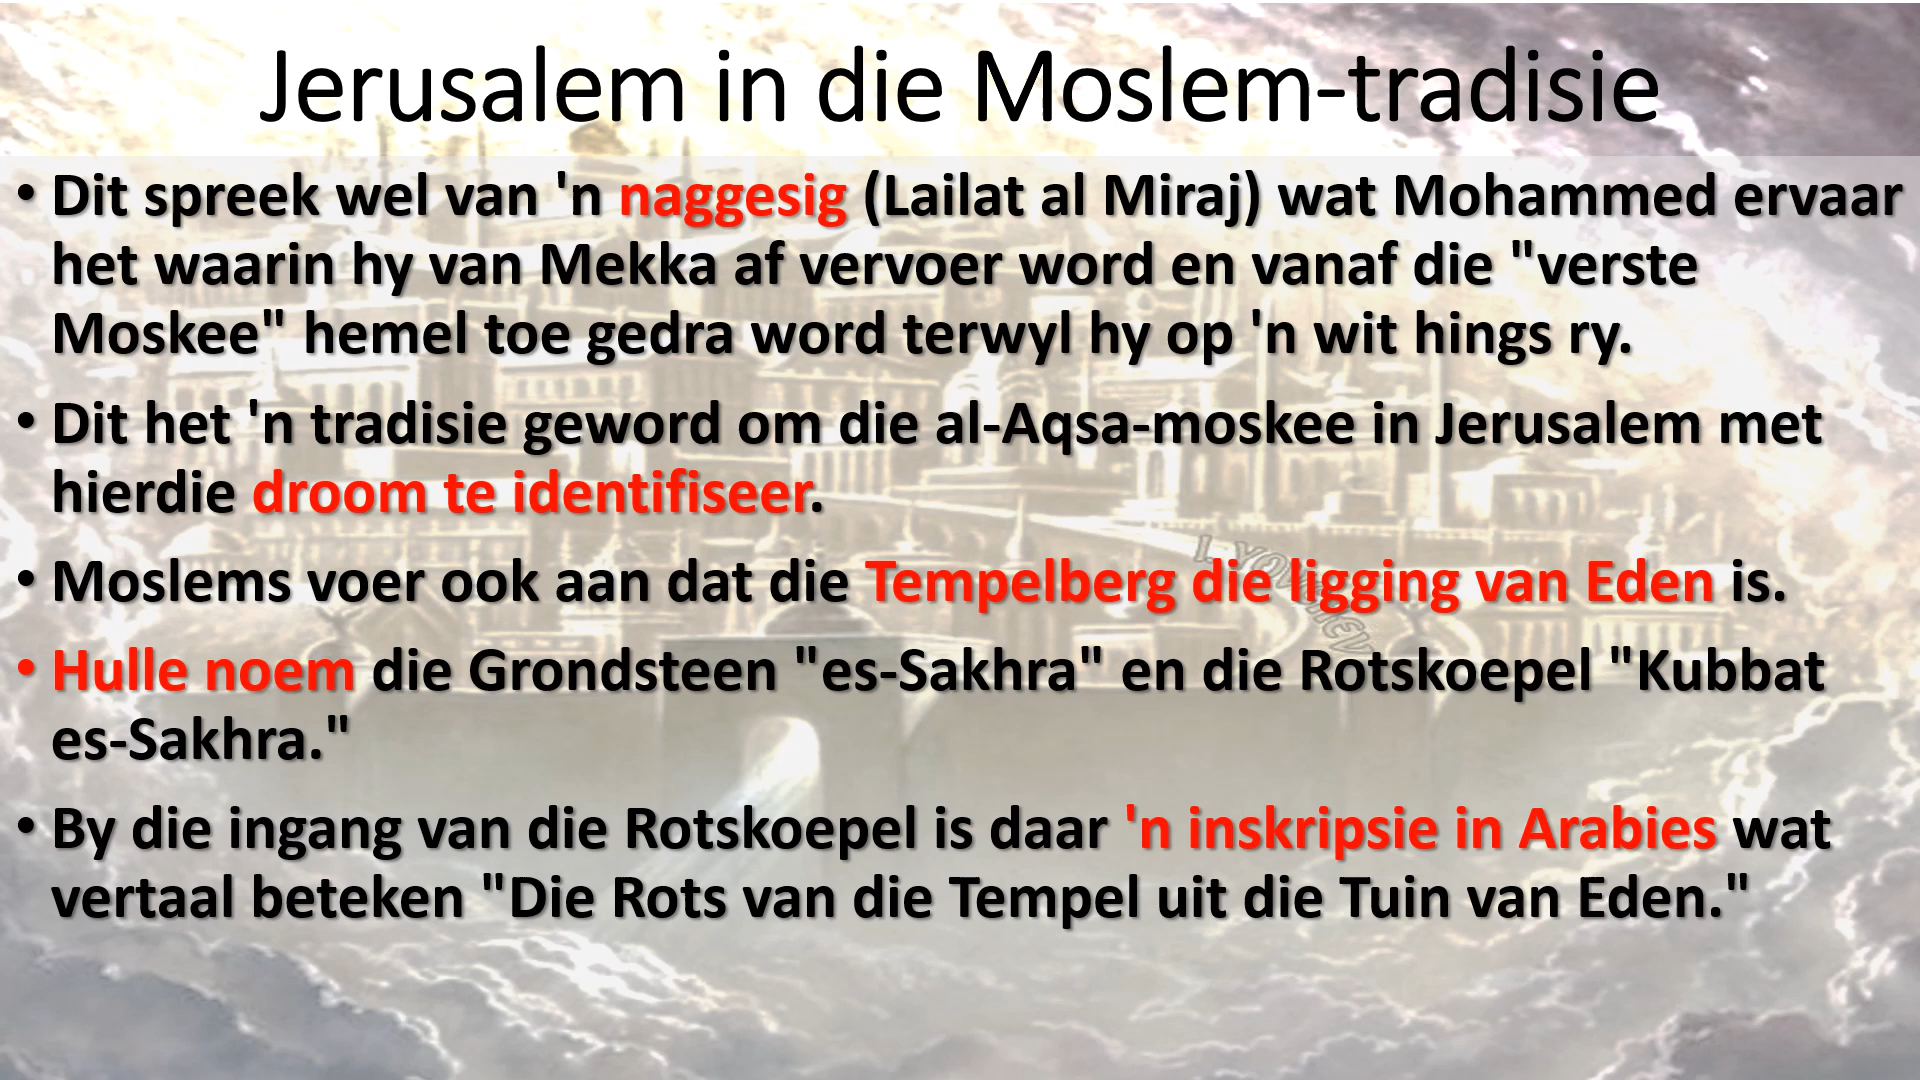 Jerusalem in die Moslem-tradisie
• Dit spreek wel van 'n naggesig (Lailat al Miraj) wat Mohammed ervaar
het waarin hy van Mekka af vervoer word en vanaf die "verste
Moskee" hemel toe gedra word terwyl hy op 'n wit hings ry.
• Dit het 'n tradisie geword om die al-Aqsa-moskee in Jerusalem met
hierdie droom te identifiseer.
• Moslems voer ook aan dat die Tempelberg die ligging van Eden is.
• Hulle noem die Grondsteen "es-Sakhra" en die Rotskoepel "Kubbat
es-Sakhra."
• By die ingang van die Rotskoepel is daar 'n inskripsie in Arabies wat
vertaal beteken "Die Rots van die Tempel uit die Tuin van Eden."